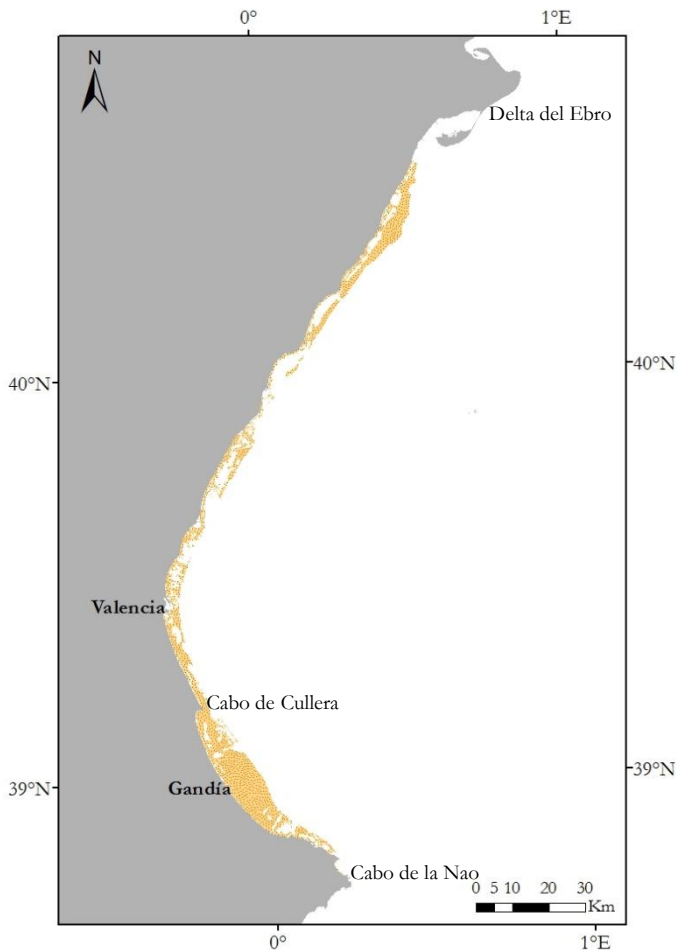 0°
1°E
N
Delta del Ebro
40°N
40°N
Valencia
Cabo de Cullera
39°N
Gandía
39°N
Cabo de la Nao
0 5 10 20 30
Km
0°
1°E